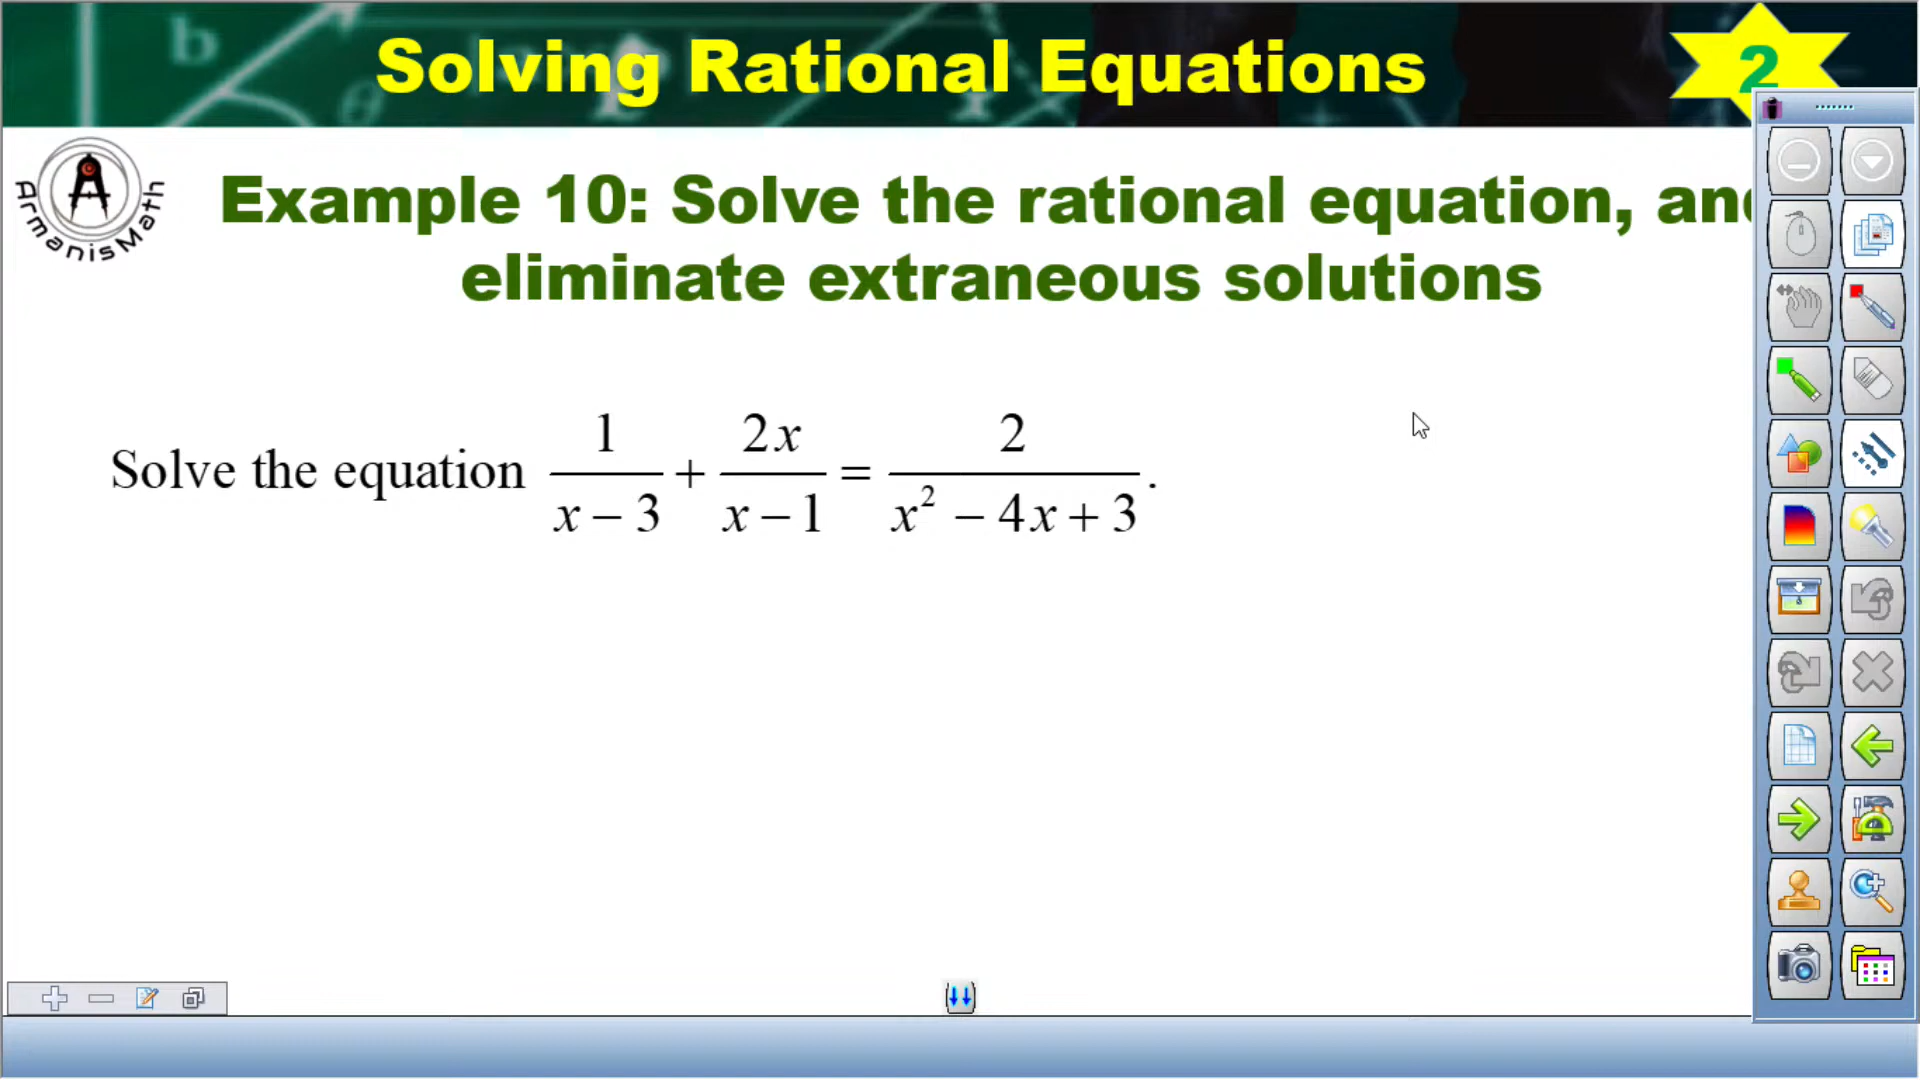 Solving Rational Equations
2
ArmanisMath
Example 10: Solve the rational equation, and
eliminate extraneous solutions
Solve the equation 1/(x − 3) + 2x/(x − 1) = 2/(x² − 4x + 3).